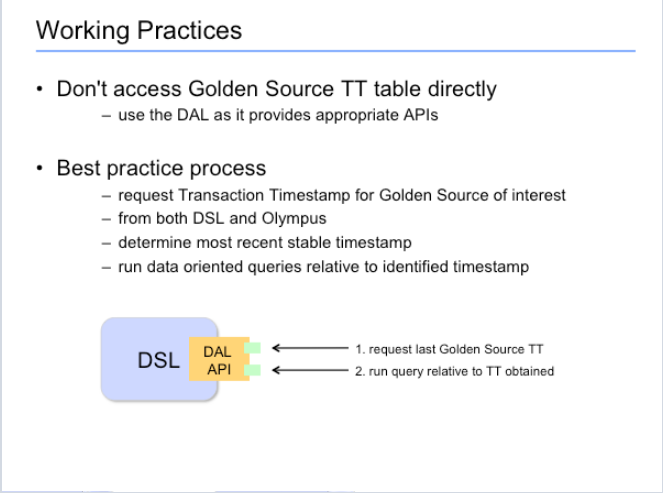 Working Practices
• Don't access Golden Source TT table directly
– use the DAL as it provides appropriate APIs
• Best practice process
– request Transaction Timestamp for Golden Source of interest
– from both DSL and Olympus
– determine most recent stable timestamp
– run data oriented queries relative to identified timestamp
DSL
DAL
API
1. request last Golden Source TT
2. run query relative to TT obtained